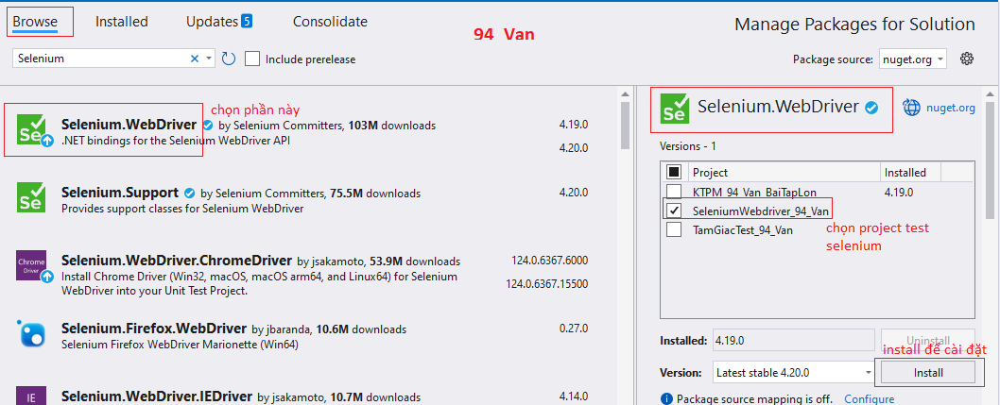 Browse Installed Updates 5 Consolidate
94_Van
Manage Packages for Solution
Selenium
Include prerelease
Package source: nuget.org
chọn phần này
Selenium.WebDriver by Selenium Committers, 103M downloads 4.19.0
.NET bindings for the Selenium WebDriver API 4.20.0
Selenium.Support by Selenium Committers, 75.5M downloads 4.20.0
Provides support classes for Selenium WebDriver
Chrome Driver
Selenium.WebDriver.ChromeDriver by jsakamoto, 53.9M downloads 124.0.6367.6000
Install Chrome Driver (Win32, macOS, macOS arm64, and Linux64) for Selenium 124.0.6367.15500
WebDriver into your Unit Test Project.
Selenium.Firefox.WebDriver by jbaranda, 10.6M downloads 0.27.0
Selenium Firefox WebDriver Marionette (Win64)
IE
Selenium.WebDriver.IEDriver by jsakamoto, 10.7M downloads 4.14.0
Se Selenium.WebDriver nuget.org
Versions - 1
Project Installed
KTPM_94_Van_BaiTapLon 4.19.0
SeleniumWebdriver_94_Van
TamGiacTest_94_Van
chọn project test
selenium
Installed: 4.19.0 Uninstall
install để cài đặt
Version: Latest stable 4.20.0 Install
Package source mapping is off. Configure